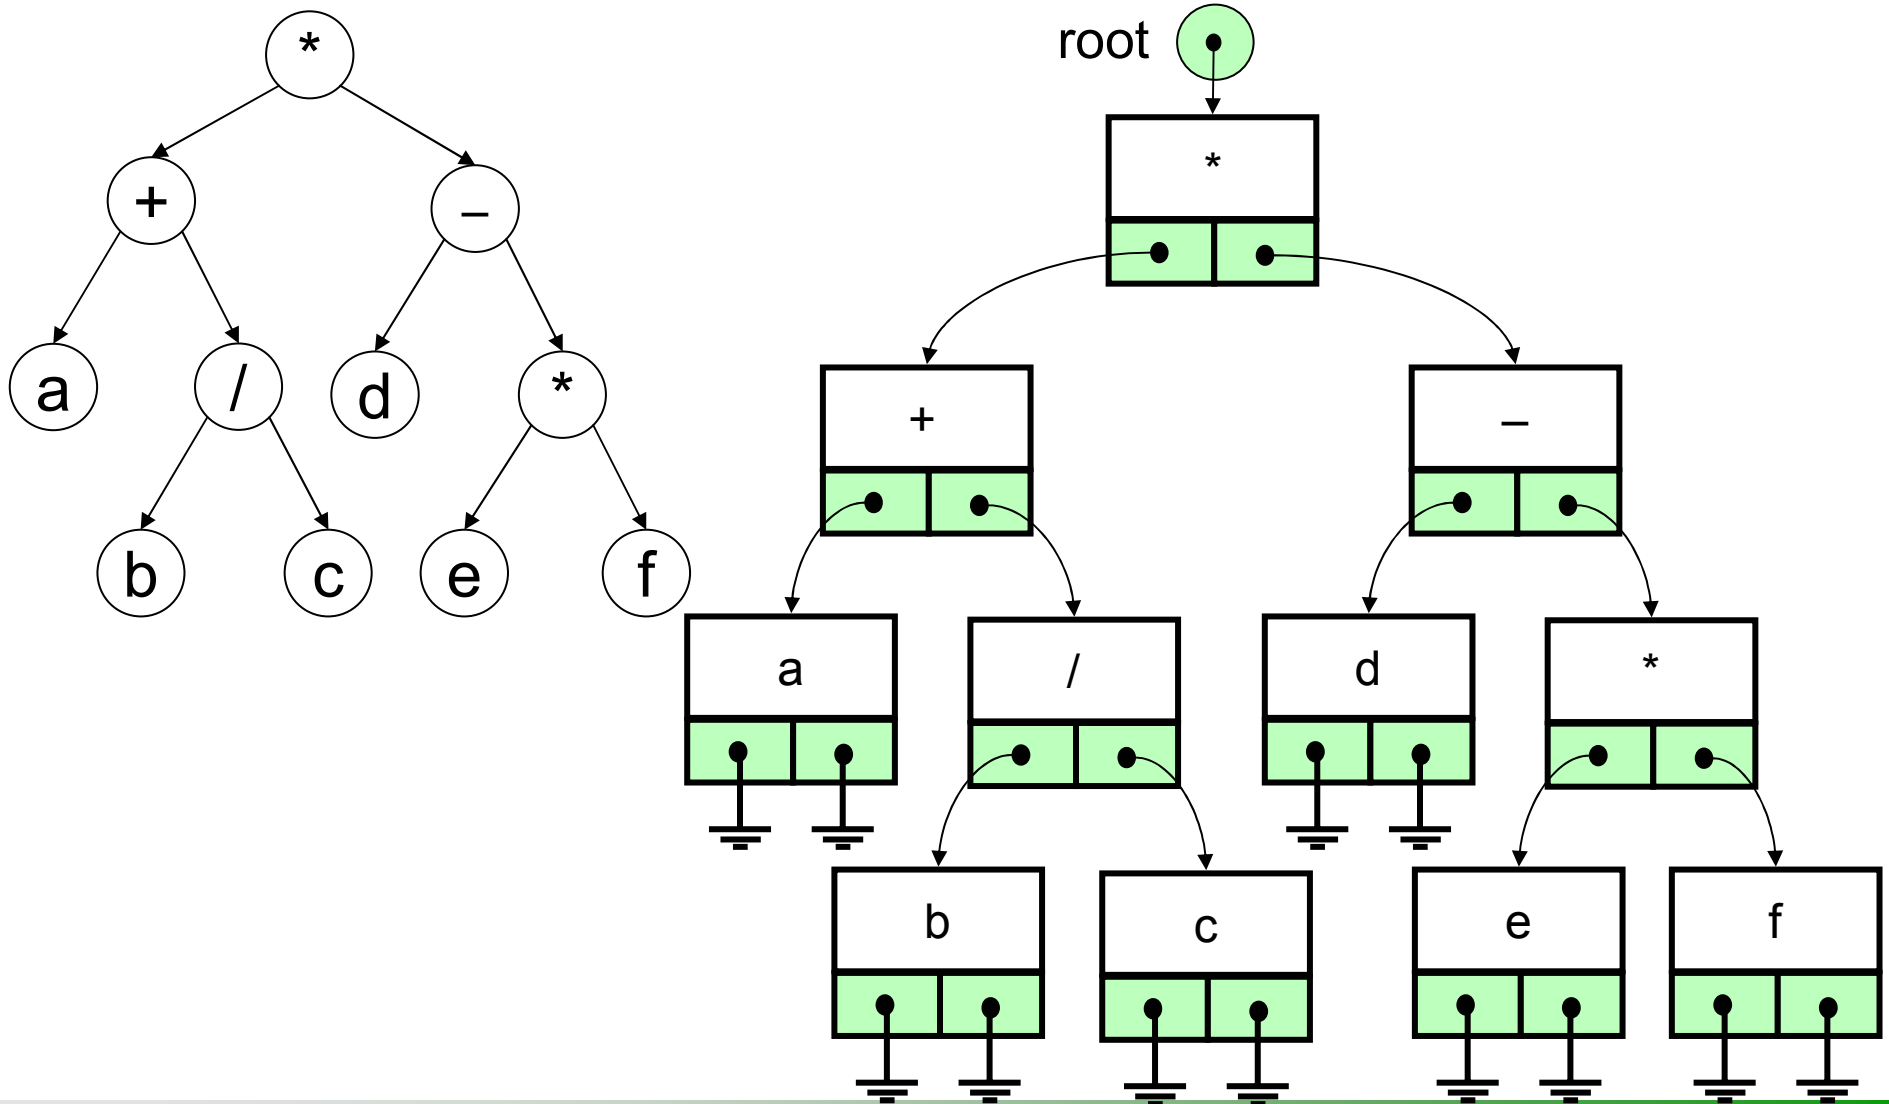 *
+ –
a / d *
b c e f
root
*
+ –
a / d *
b c e f